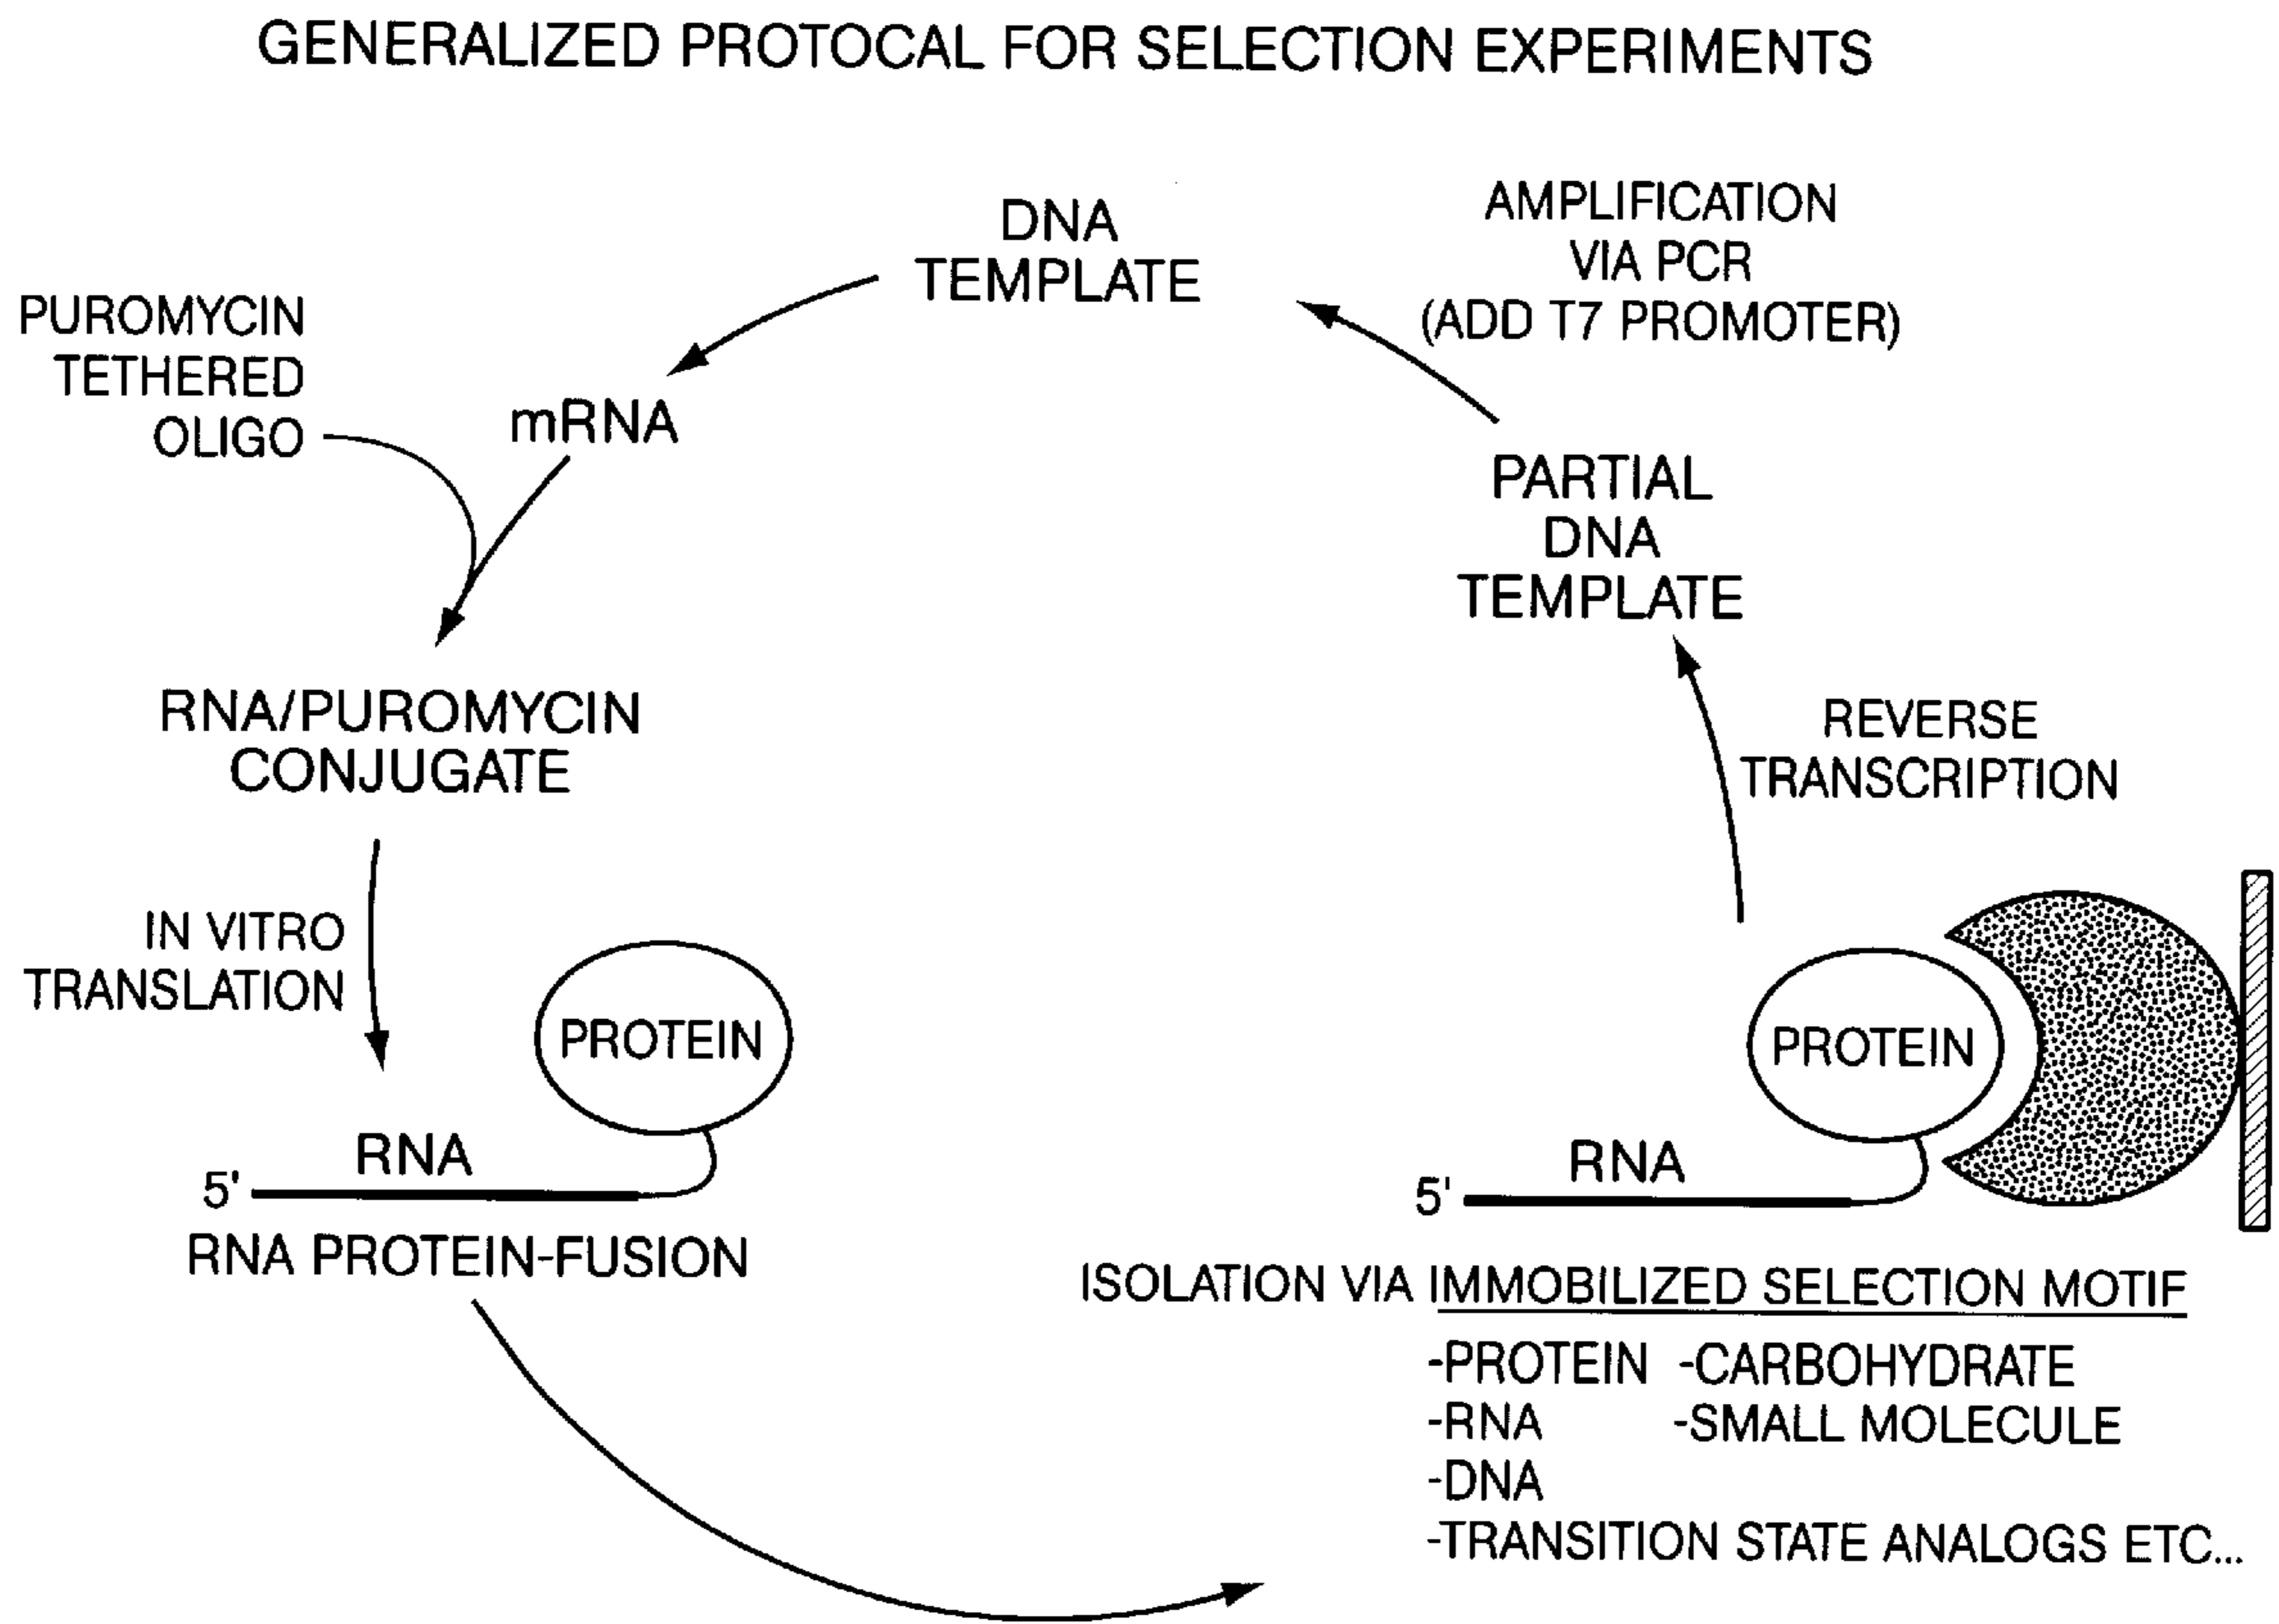 GENERALIZED PROTOCAL FOR SELECTION EXPERIMENTS
DNA
TEMPLATE
AMPLIFICATION
VIA PCR
(ADD T7 PROMOTER)
PUROMYCIN
TETHERED
OLIGO
mRNA
PARTIAL
DNA
TEMPLATE
RNA/PUROMYCIN
CONJUGATE
REVERSE
TRANSCRIPTION
IN VITRO
TRANSLATION
PROTEIN
RNA
5'
RNA PROTEIN-FUSION
PROTEIN
RNA
5'
ISOLATION VIA IMMOBILIZED SELECTION MOTIF
-PROTEIN -CARBOHYDRATE
-RNA -SMALL MOLECULE
-DNA
-TRANSITION STATE ANALOGS ETC...